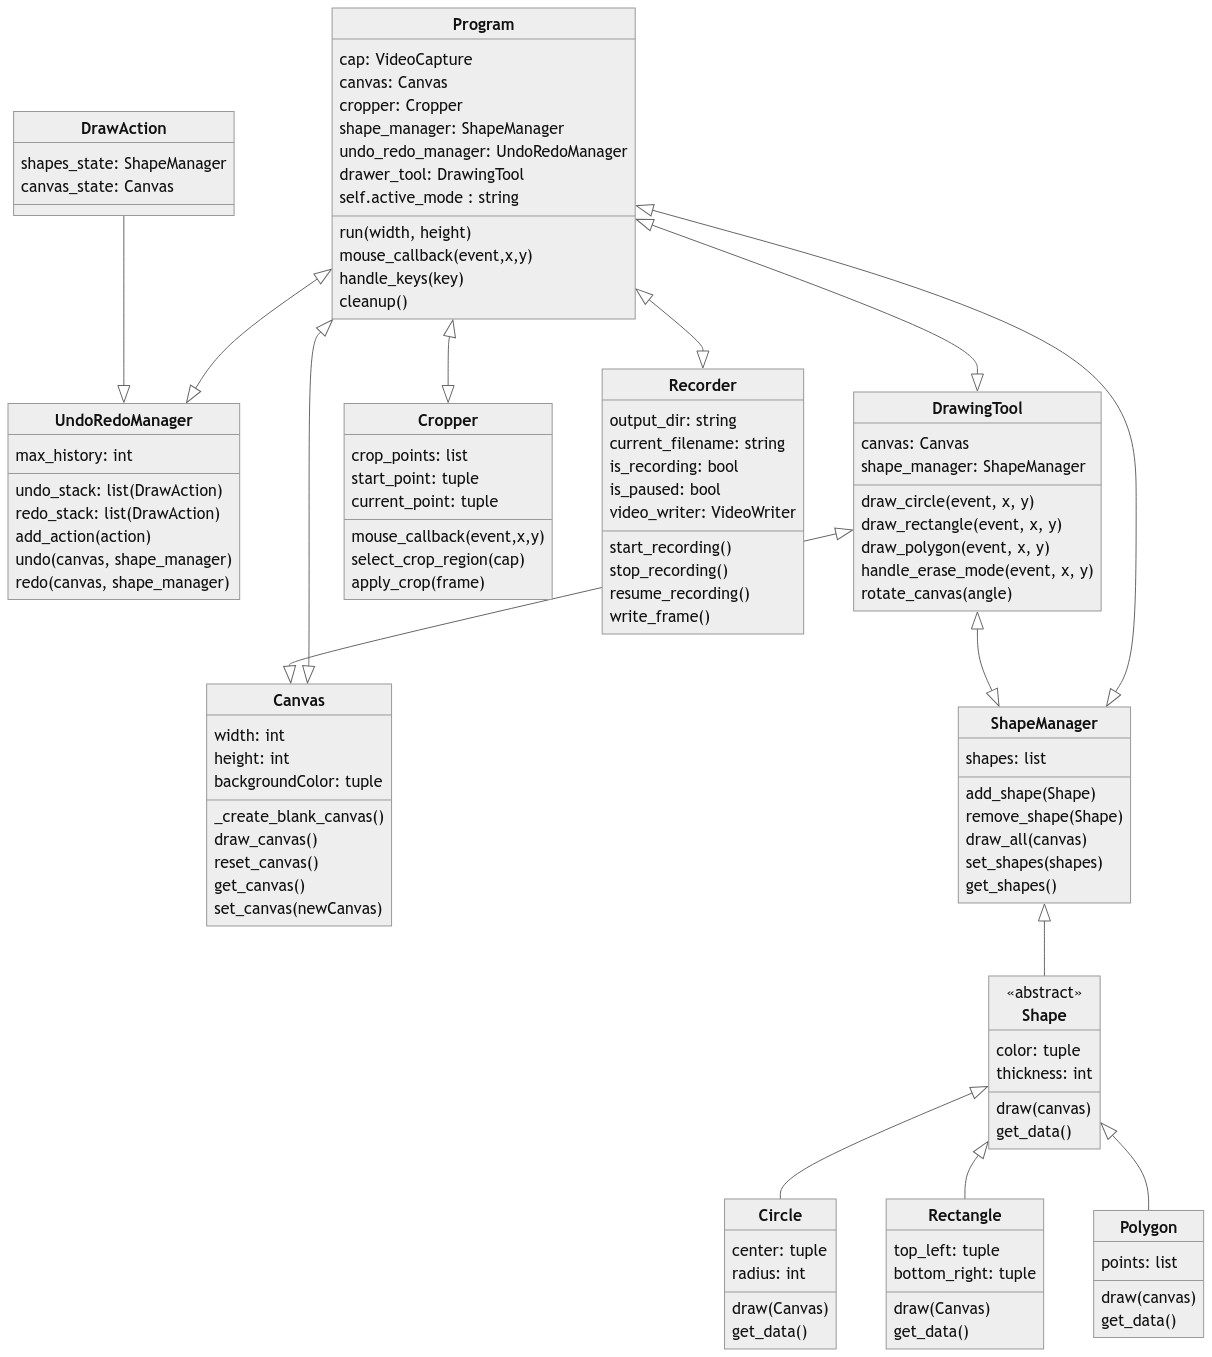 Program
cap: VideoCapture
canvas: Canvas
cropper: Cropper
shape_manager: ShapeManager
undo_redo_manager: UndoRedoManager
drawer_tool: DrawingTool
self.active_mode : string
run(width, height)
mouse_callback(event,x,y)
handle_keys(key)
cleanup()
DrawAction
shapes_state: ShapeManager
canvas_state: Canvas
UndoRedoManager
max_history: int
undo_stack: list(DrawAction)
redo_stack: list(DrawAction)
add_action(action)
undo(canvas, shape_manager)
redo(canvas, shape_manager)
Cropper
crop_points: list
start_point: tuple
current_point: tuple
mouse_callback(event,x,y)
select_crop_region(cap)
apply_crop(frame)
Recorder
output_dir: string
current_filename: string
is_recording: bool
is_paused: bool
video_writer: VideoWriter
start_recording()
stop_recording()
resume_recording()
write_frame()
DrawingTool
canvas: Canvas
shape_manager: ShapeManager
draw_circle(event, x, y)
draw_rectangle(event, x, y)
draw_polygon(event, x, y)
handle_erase_mode(event, x, y)
rotate_canvas(angle)
Canvas
width: int
height: int
backgroundColor: tuple
_create_blank_canvas()
draw_canvas()
reset_canvas()
get_canvas()
set_canvas(newCanvas)
ShapeManager
shapes: list
add_shape(Shape)
remove_shape(Shape)
draw_all(canvas)
set_shapes(shapes)
get_shapes()
«abstract»
Shape
color: tuple
thickness: int
draw(canvas)
get_data()
Circle
center: tuple
radius: int
draw(Canvas)
get_data()
Rectangle
top_left: tuple
bottom_right: tuple
draw(Canvas)
get_data()
Polygon
points: list
draw(canvas)
get_data()